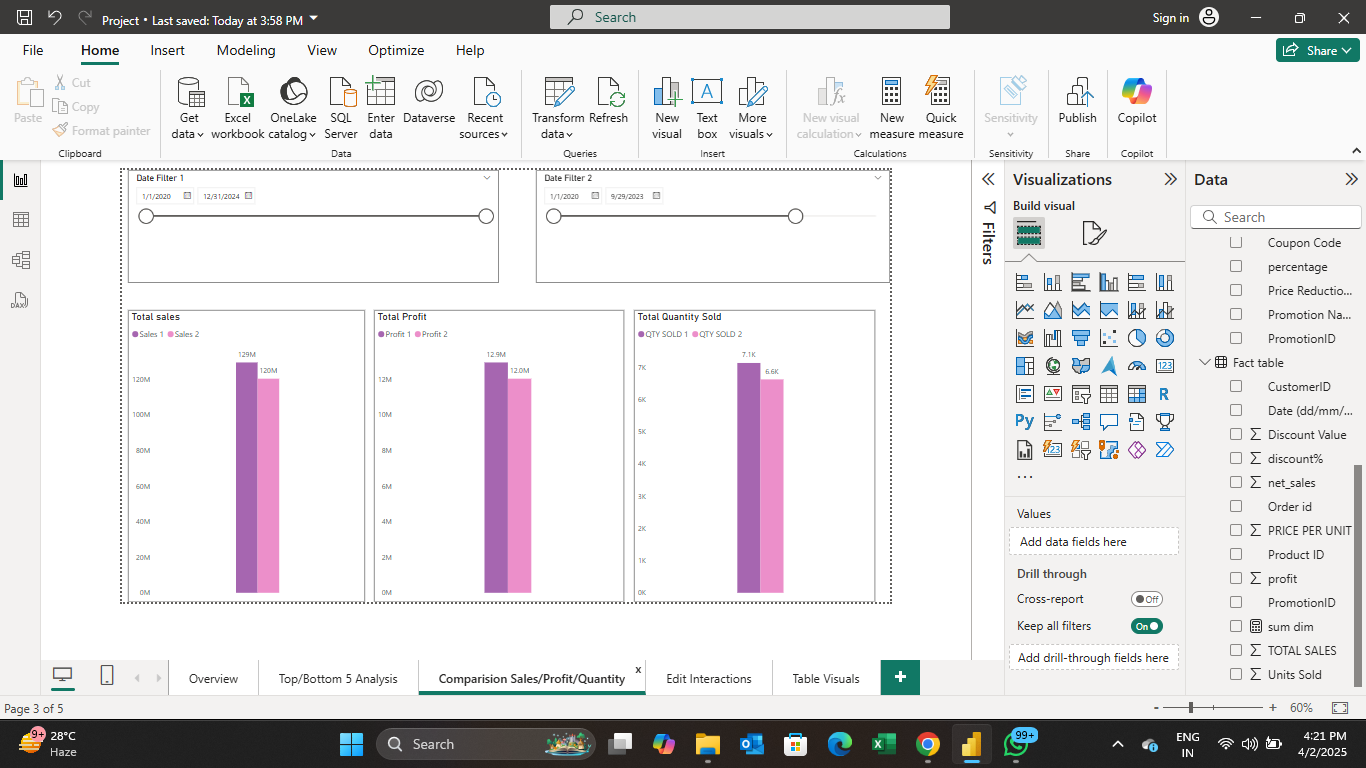 Project • Last saved: Today at 3:58 PM
Search
Sign in
File
Home
Insert
Modeling
View
Optimize
Help
Share
Paste
Cut
Copy
Format painter
Clipboard
Get data
Excel workbook
OneLake catalog
SQL Server
Enter data
Dataverse
Recent sources
Data
Transform data
Refresh
Queries
New visual
Text box
More visuals
Insert
New visual calculation
New measure
Quick measure
Calculations
Sensitivity
Sensitivity
Publish
Share
Copilot
Copilot
Date Filter 1
1/1/2020
12/31/2024
Date Filter 2
1/1/2020
9/29/2023
Total sales
Sales 1
Sales 2
129M
120M
120M
100M
80M
60M
40M
20M
0M
Total Profit
Profit 1
Profit 2
12.9M
12.0M
12M
10M
8M
6M
4M
2M
0M
Total Quantity Sold
QTY SOLD 1
QTY SOLD 2
7.1K
6.6K
7K
6K
5K
4K
3K
2K
1K
0K
Filters
Visualizations
Build visual
R
Py
123
Values
Add data fields here
Drill through
Cross-report
Off
Keep all filters
On
Add drill-through fields here
Data
Search
Coupon Code
percentage
Price Reductio...
Promotion Na...
PromotionID
Fact table
CustomerID
Date (dd/mm/...
Discount Value
discount%
net_sales
Order id
PRICE PER UNIT
Product ID
profit
PromotionID
sum dim
TOTAL SALES
Units Sold
Overview
Top/Bottom 5 Analysis
Comparision Sales/Profit/Quantity
Edit Interactions
Table Visuals
Page 3 of 5
60%
9+
28°C
Haze
Search
99+
ENG
IN
4:21 PM
4/2/2025